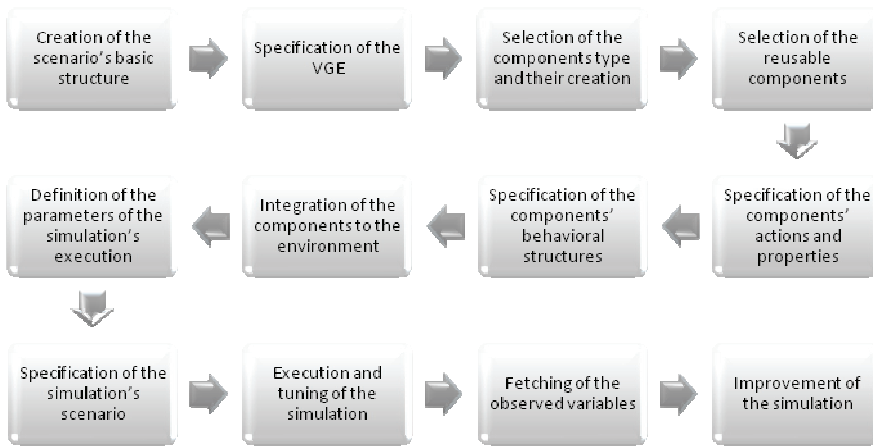 Creation of the
scenario's basic
structure
Specification of the
VGE
Selection of the
components type
and their creation
Selection of the
reusable
components
Specification of the
components'
actions and
properties
Specification of the
components'
behavioral
structures
Integration of the
components to the
environment
Definition of the
parameters of the
simulation's
execution
Specification of the
simulation's
scenario
Execution and
tuning of the
simulation
Fetching of the
observed variables
Improvement of
the simulation